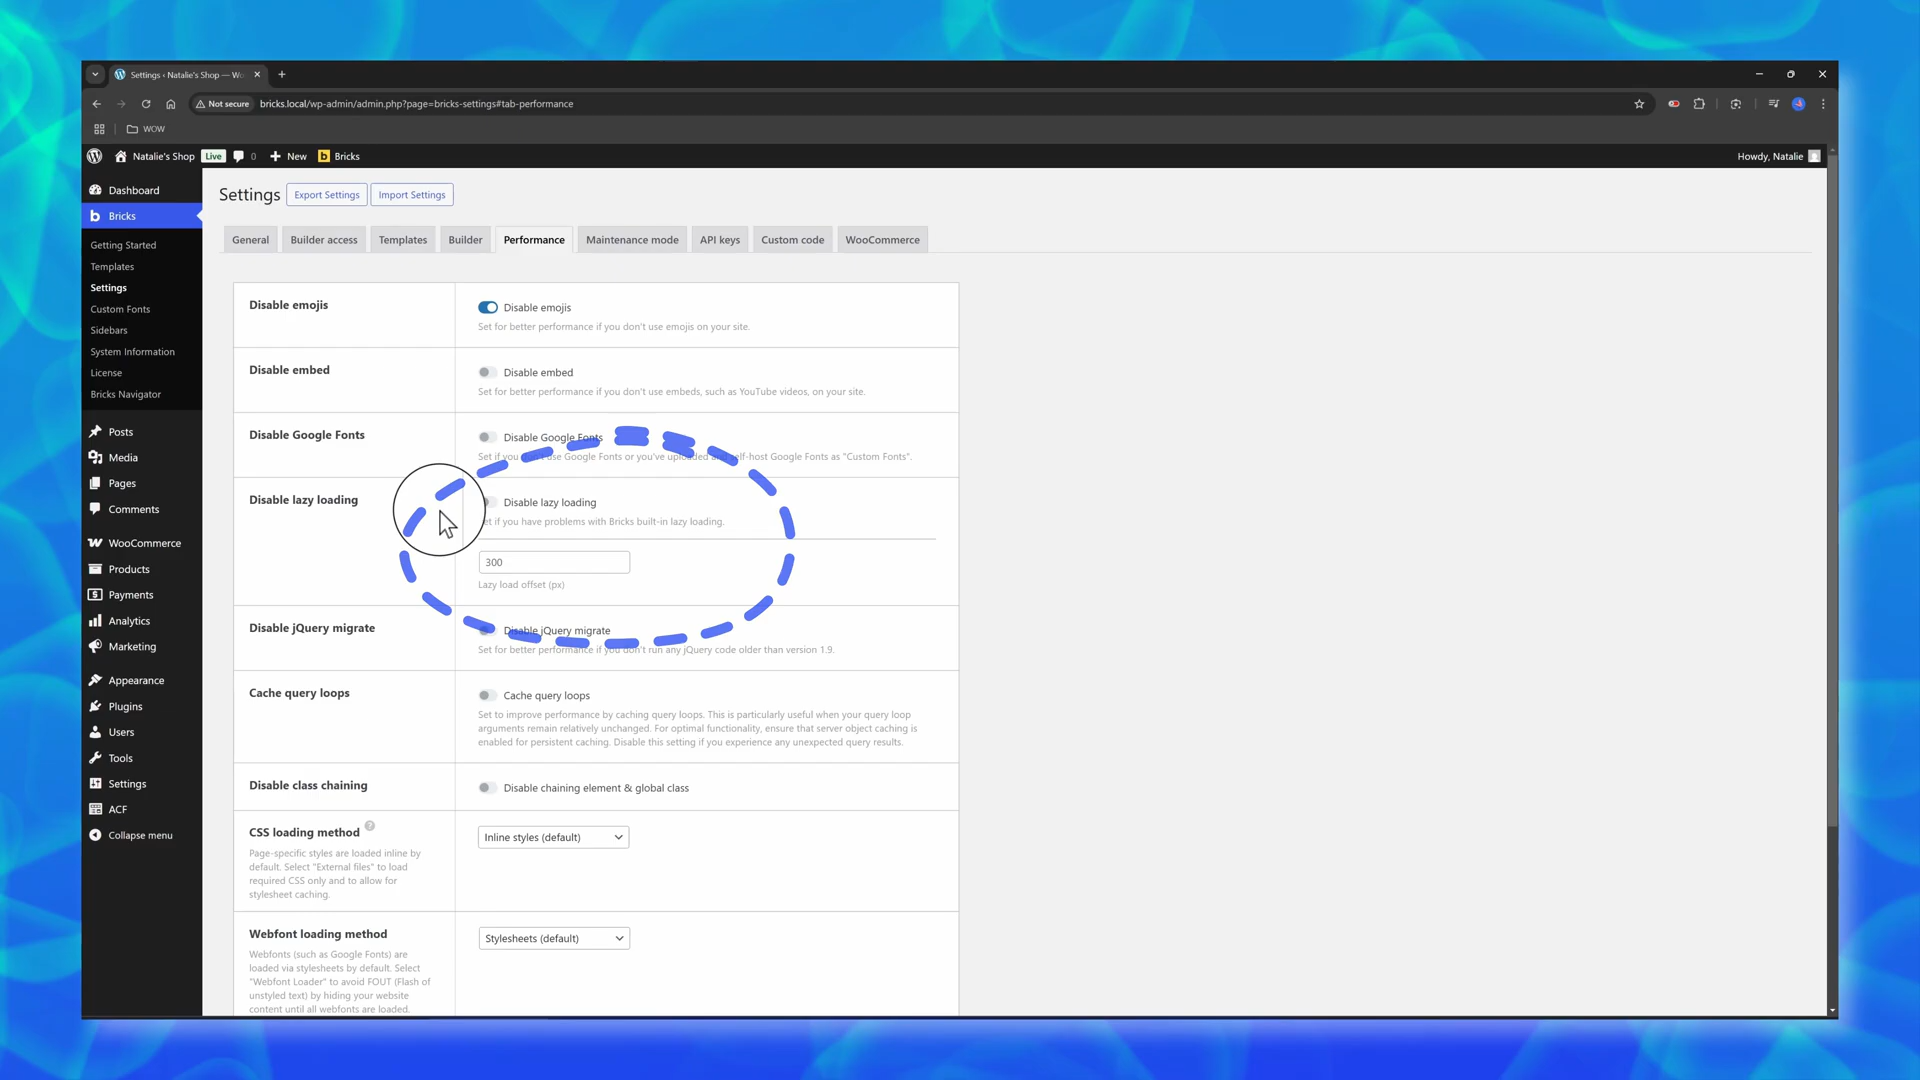 Settings ‹ Natalie's Shop — Wo
Not secure
bricks.local/wp-admin/admin.php?page=bricks-settings#tab-performance
WOW
Natalie's Shop
Live
0
New
b
Bricks
Howdy, Natalie
Dashboard
b
Bricks
Getting Started
Templates
Settings
Custom Fonts
Sidebars
System Information
License
Bricks Navigator
Posts
Media
Pages
Comments
WooCommerce
Products
Payments
Analytics
Marketing
Appearance
Plugins
Users
Tools
Settings
ACF
Collapse menu
Settings
Export Settings
Import Settings
General
Builder access
Templates
Builder
Performance
Maintenance mode
API keys
Custom code
WooCommerce
Disable emojis
Disable emojis
Set for better performance if you don't use emojis on your site.
Disable embed
Disable embed
Set for better performance if you don't use embeds, such as YouTube videos, on your site.
Disable Google Fonts
Disable Google Fonts
Set if you don't use Google Fonts or you've uploaded and self-host Google Fonts as "Custom Fonts".
Disable lazy loading
Disable lazy loading
Set if you have problems with Bricks built-in lazy loading.
300
Lazy load offset (px)
Disable jQuery migrate
Disable jQuery migrate
Set for better performance if you don't run any jQuery code older than version 1.9.
Cache query loops
Cache query loops
Set to improve performance by caching query loops. This is particularly useful when your query loop
arguments remain relatively unchanged. For optimal functionality, ensure that server object caching is
enabled for persistent caching. Disable this setting if you experience any unexpected query results.
Disable class chaining
Disable chaining element & global class
CSS loading method
?
Page-specific styles are loaded inline by
default. Select "External files" to load
required CSS only and to allow for
stylesheet caching.
Inline styles (default)
Webfont loading method
Webfonts (such as Google Fonts) are
loaded via stylesheets by default. Select
"Webfont Loader" to avoid FOUT (Flash of
unstyled text) by hiding your website
content until all webfonts are loaded.
Stylesheets (default)